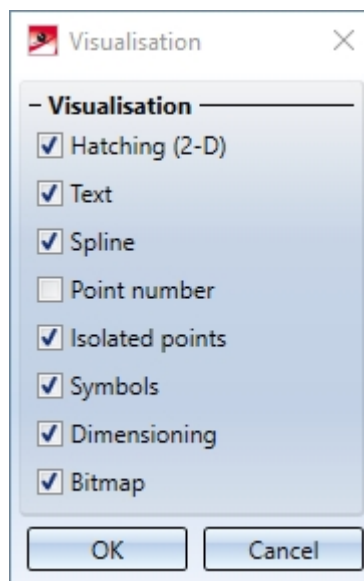 Visualisation
– Visualisation
Hatching (2-D)
Text
Spline
Point number
Isolated points
Symbols
Dimensioning
Bitmap
OK Cancel